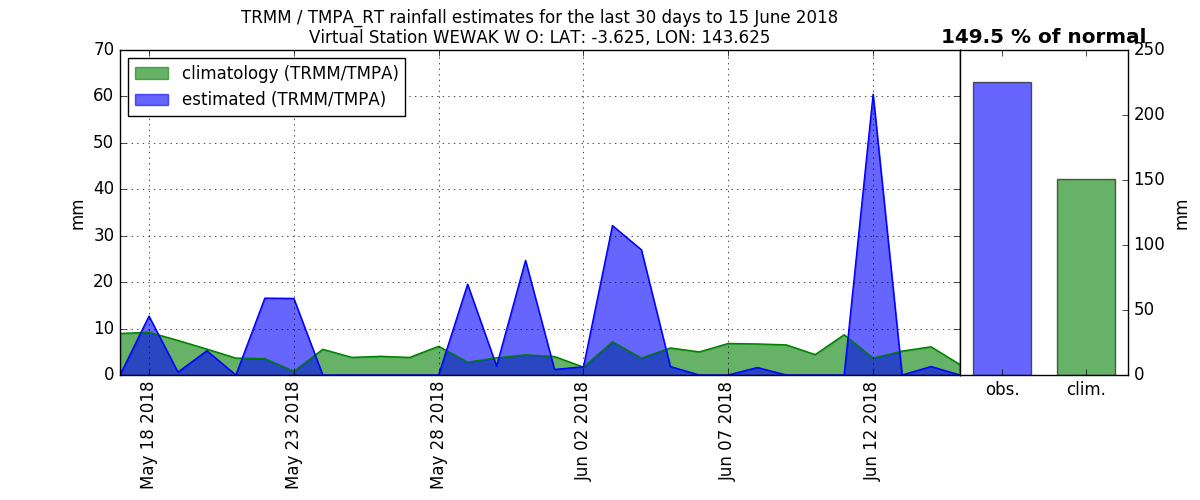 TRMM / TMPA_RT rainfall estimates for the last 30 days to 15 June 2018
Virtual Station WEWAK W O: LAT: -3.625, LON: 143.625
149.5 % of normal
climatology (TRMM/TMPA)
estimated (TRMM/TMPA)
70
60
50
40
30
20
10
0
mm
250
200
150
100
50
0
mm
May 18 2018
May 23 2018
May 28 2018
Jun 02 2018
Jun 07 2018
Jun 12 2018
obs.
clim.